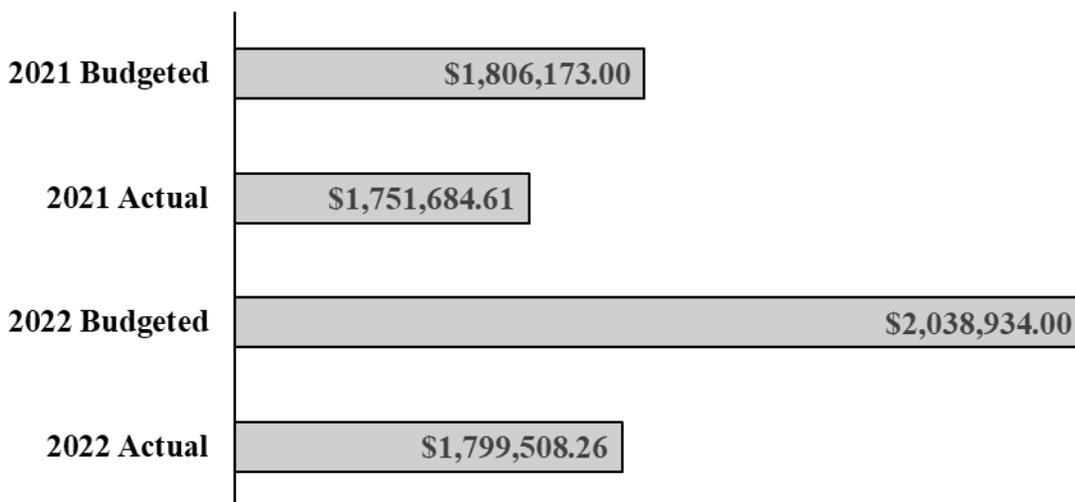 2021 Budgeted $1,806,173.00
2021 Actual $1,751,684.61
2022 Budgeted $2,038,934.00
2022 Actual $1,799,508.26